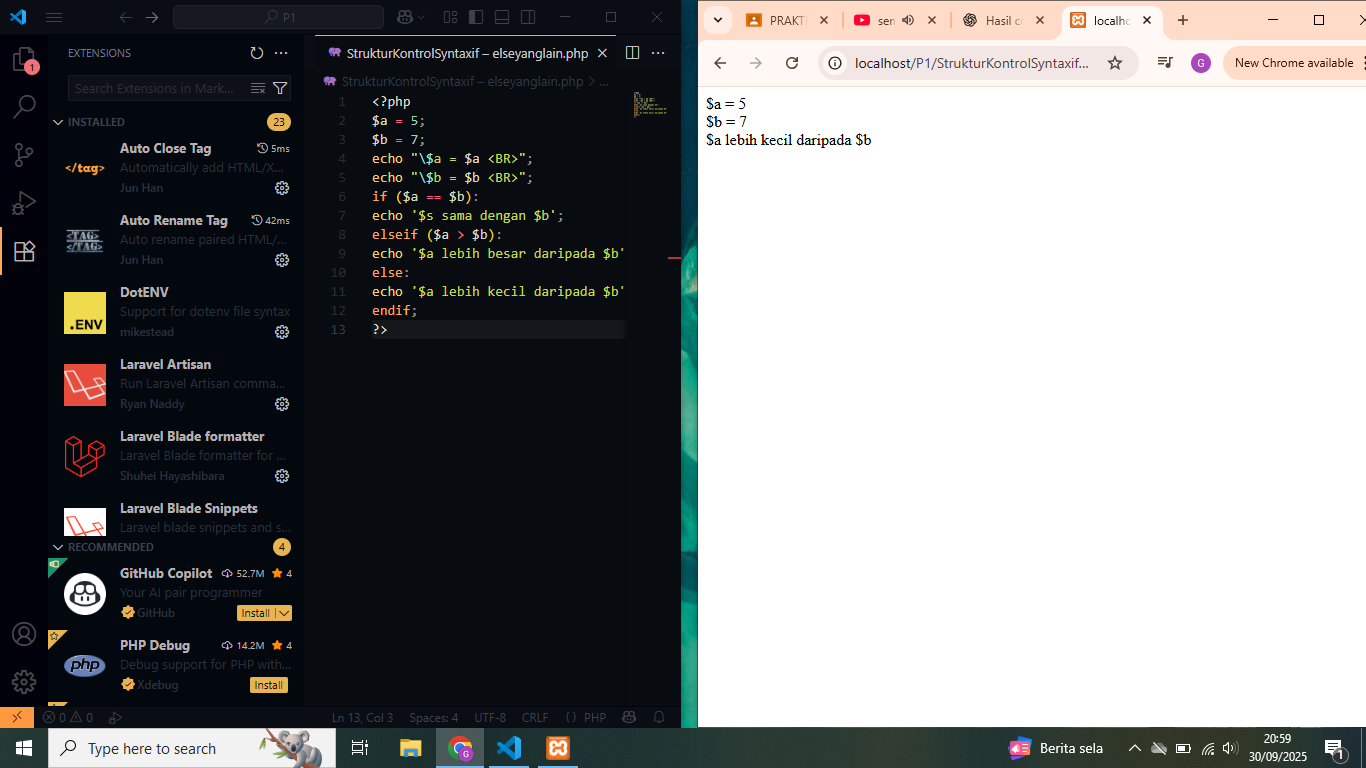 P1
EXTENSIONS
Search Extensions in Mark...
INSTALLED
23
Auto Close Tag
5ms
Automatically add HTML/X...
Jun Han
Auto Rename Tag
42ms
Auto rename paired HTML/...
Jun Han
DotENV
Support for dotenv file syntax
mikestead
Laravel Artisan
Run Laravel Artisan comma...
Ryan Naddy
Laravel Blade formatter
Laravel Blade formatter for ...
Shuhei Hayashibara
Laravel Blade Snippets
Laravel blade snippets and s...
RECOMMENDED
4
GitHub Copilot
52.7M
4
Your AI pair programmer
GitHub
Install
PHP Debug
14.2M
4
Debug support for PHP with...
Xdebug
Install
</tag>
<TAG>
</TAG>
.ENV
php
1
StrukturKontrolSyntaxif – elseyanglain.php
StrukturKontrolSyntaxif – elseyanglain.php > ...
1 <?php
2 $a = 5;
3 $b = 7;
4 echo "\$a = $a <BR>";
5 echo "\$b = $b <BR>";
6 if ($a == $b):
7 echo '$s sama dengan $b';
8 elseif ($a > $b):
9 echo '$a lebih besar daripada $b'
10 else:
11 echo '$a lebih kecil daripada $b'
12 endif;
13 ?>
0 0
Ln 13, Col 3
Spaces: 4
UTF-8
CRLF
{ } PHP
PRAKT
sen
Hasil c
localho
localhost/P1/StrukturKontrolSyntaxif...
G
New Chrome available
$a = 5
$b = 7
$a lebih kecil daripada $b
Type here to search
G
Berita sela
20:59
30/09/2025
1